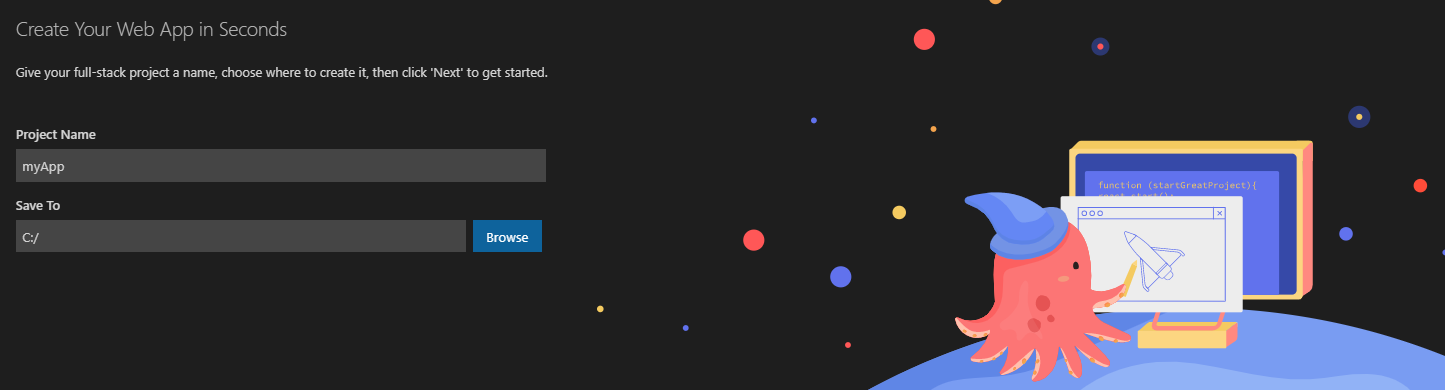 Create Your Web App in Seconds
Give your full-stack project a name, choose where to create it, then click 'Next' to get started.
Project Name
myApp
Save To
C:/
Browse
function (startGreatProject){